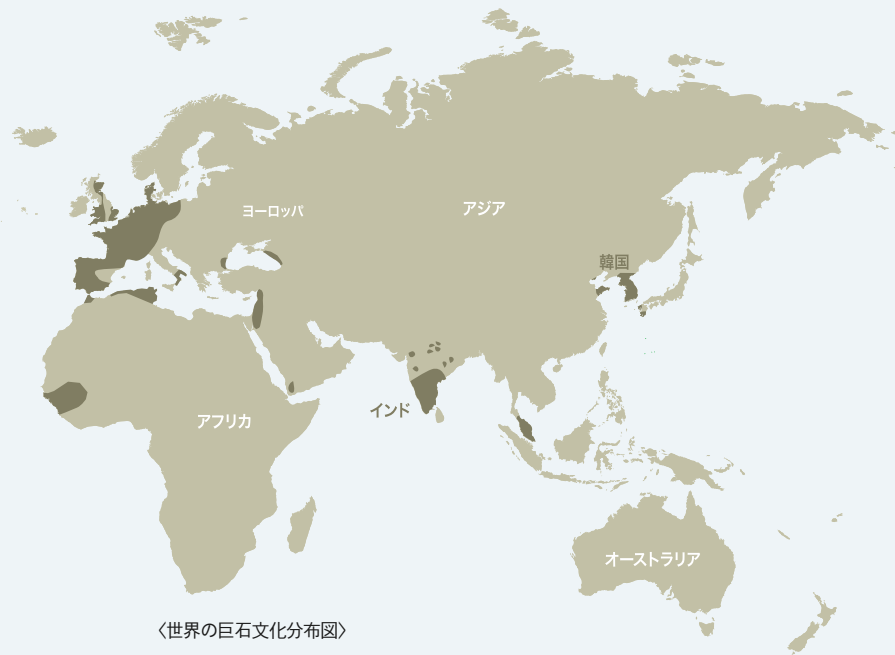 アジア
ヨーロッパ
韓国
インド
アフリカ
オーストラリア
〈世界の巨石文化分布図〉